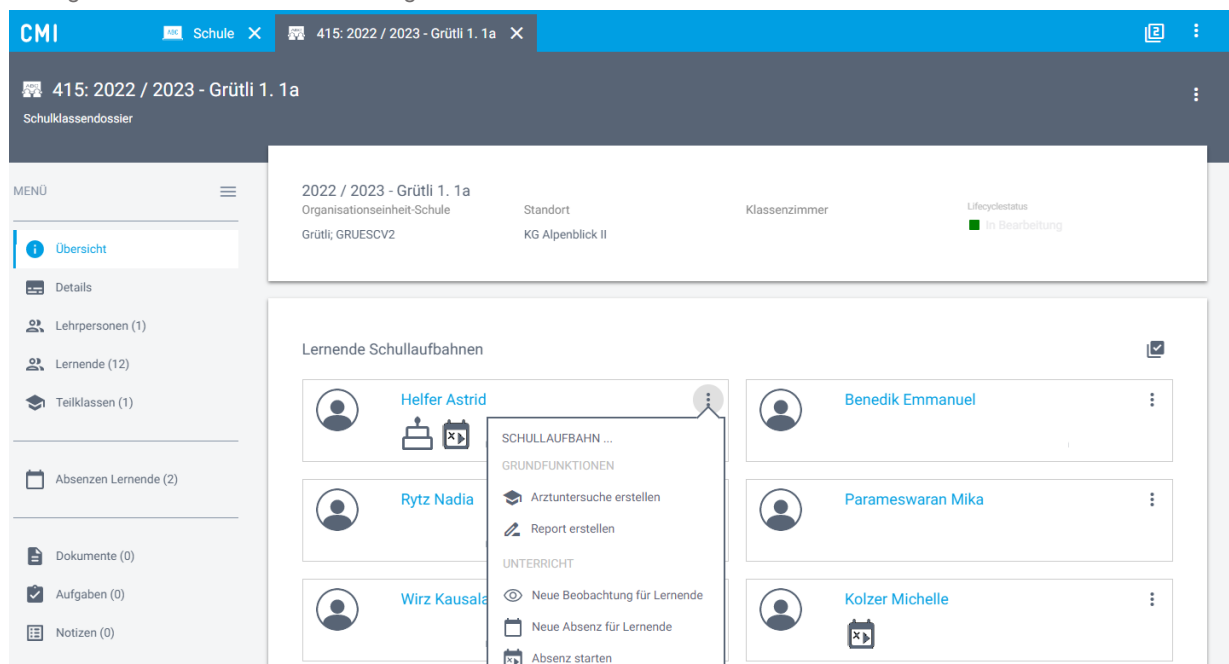 CMI
ABC Schule
415: 2022 / 2023 - Grütli 1. 1a
415: 2022 / 2023 - Grütli 1. 1a
Schulklassendossier
MENÜ
Übersicht
Details
Lehrpersonen (1)
Lernende (12)
Teilklassen (1)
Absenzen Lernende (2)
Dokumente (0)
Aufgaben (0)
Notizen (0)
2022 / 2023 - Grütli 1. 1a
Organisationseinheit-Schule
Grütli; GRUESCV2
Standort
KG Alpenblick II
Klassenzimmer
Lifecyclestatus
In Bearbeitung
Lernende Schullaufbahnen
Helfer Astrid
Benedik Emmanuel
Rytz Nadia
Parameswaran Mika
Wirz Kausala
Kolzer Michelle
SCHULLAUFBAHN ...
GRUNDFUNKTIONEN
Arztuntersuche erstellen
Report erstellen
UNTERRICHT
Neue Beobachtung für Lernende
Neue Absenz für Lernende
Absenz starten